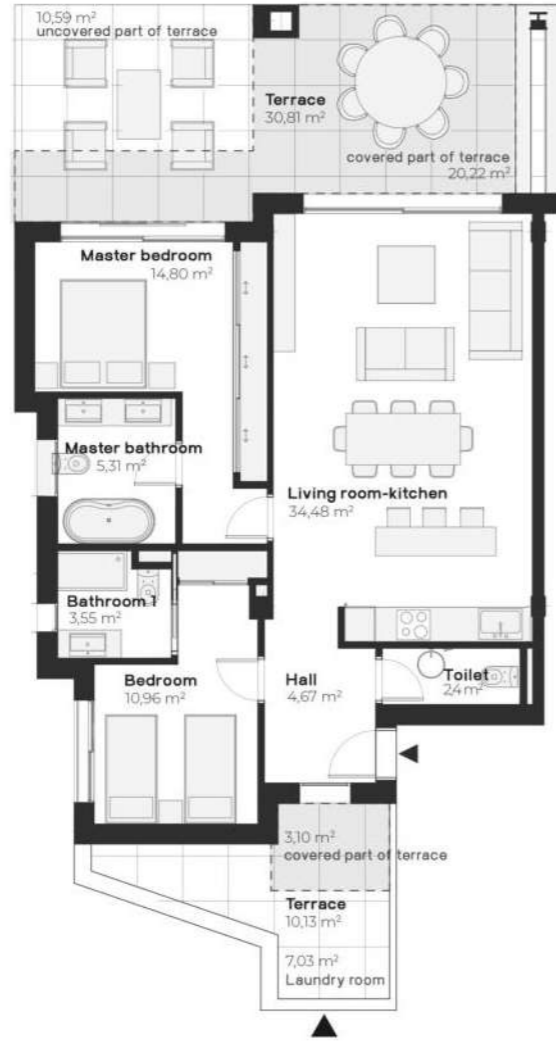 10,59 m²
uncovered part of terrace
Terrace
30,81 m²
covered part of terrace
20,22 m²
Master bedroom
14,80 m²
Master bathroom
5,31 m²
Living room-kitchen
34,48 m²
Bathroom 1
3,55 m²
Bedroom
10,96 m²
Hall
4,67 m²
Toilet
2,4 m²
3,10 m²
covered part of terrace
Terrace
10,13 m²
7,03 m²
Laundry room